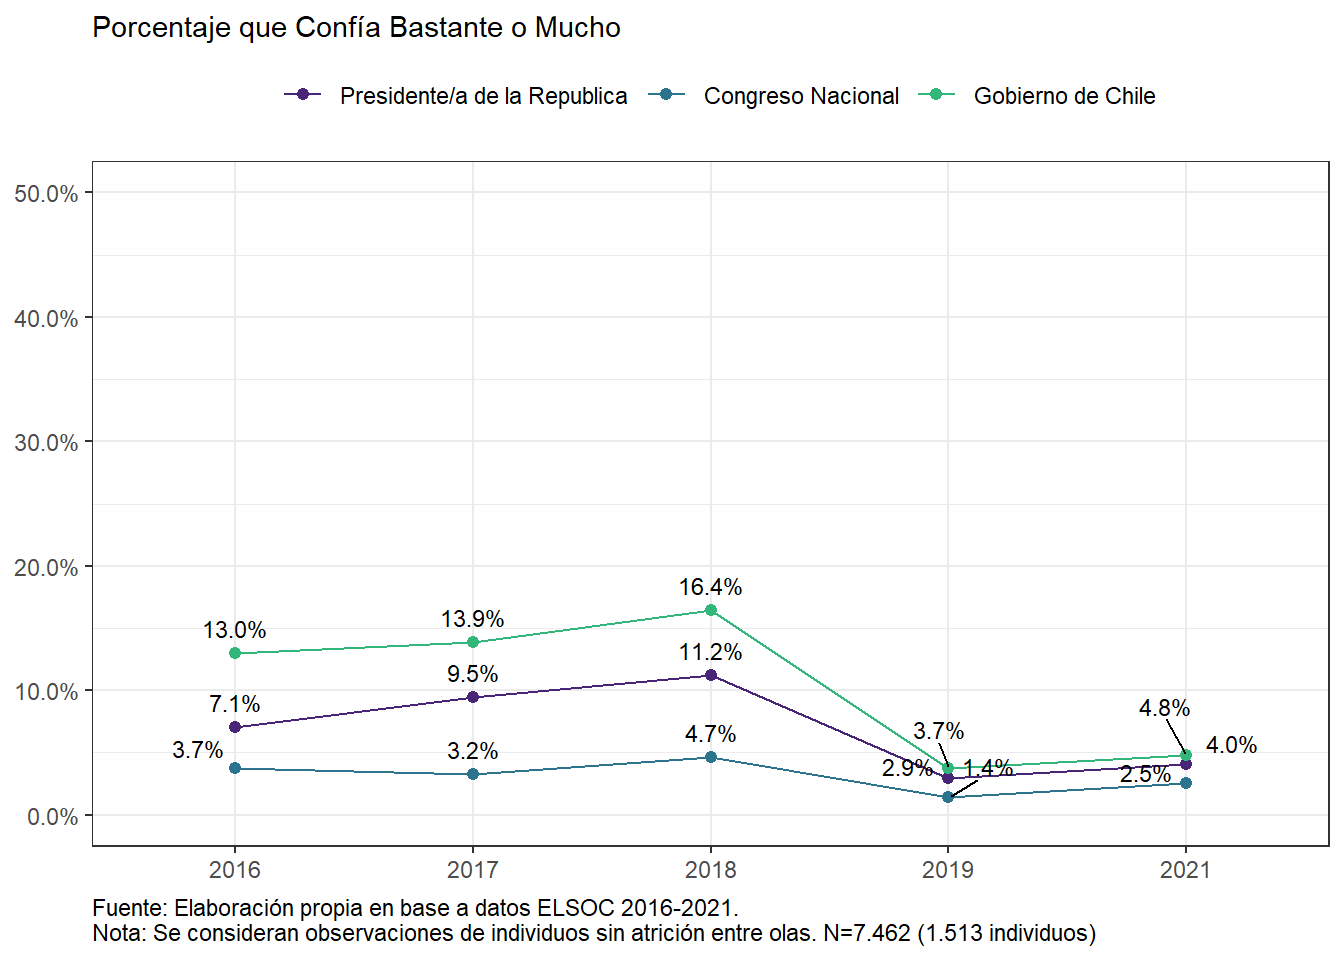 Porcentaje que Confía Bastante o Mucho
Presidente/a de la Republica Congreso Nacional Gobierno de Chile
50.0%
40.0%
30.0%
20.0%
10.0%
0.0%
13.0% 13.9% 16.4% 3.7% 4.8%
7.1% 9.5% 11.2% 2.9% 4.0%
3.7% 3.2% 4.7% 1.4% 2.5%
2016 2017 2018 2019 2021
Fuente: Elaboración propia en base a datos ELSOC 2016-2021.
Nota: Se consideran observaciones de individuos sin atrición entre olas. N=7.462 (1.513 individuos)